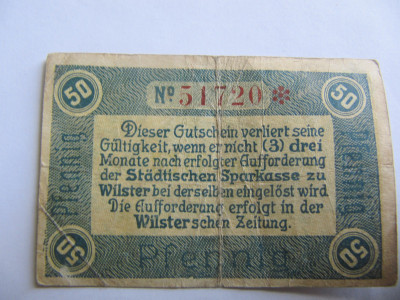 50 Nº 51720 * 50
Dieser Gutschein verliert seine
Gültigkeit, wenn er nicht (3) drei
Monate nach erfolgter Aufforderung
der Städtischen Sparkasse zu
Wilster bei derselben eingelöst wird.
Die Aufforderung erfolgt in der
Wilsterschen Zeitung.
Pfennig
Pfennig
50 Pfennig 50